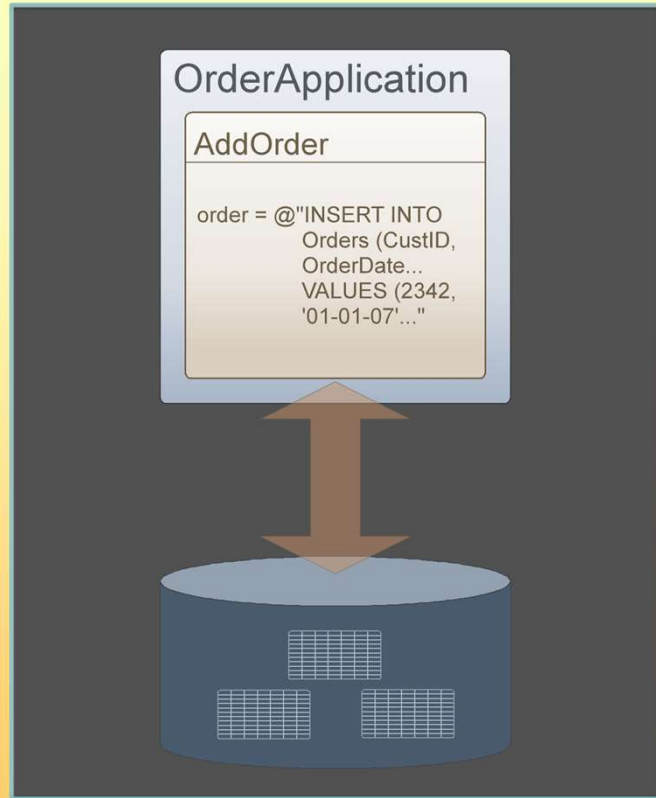 OrderApplication
AddOrder
order = @"INSERT INTO
Orders (CustID,
OrderDate...
VALUES (2342,
'01-01-07'..."